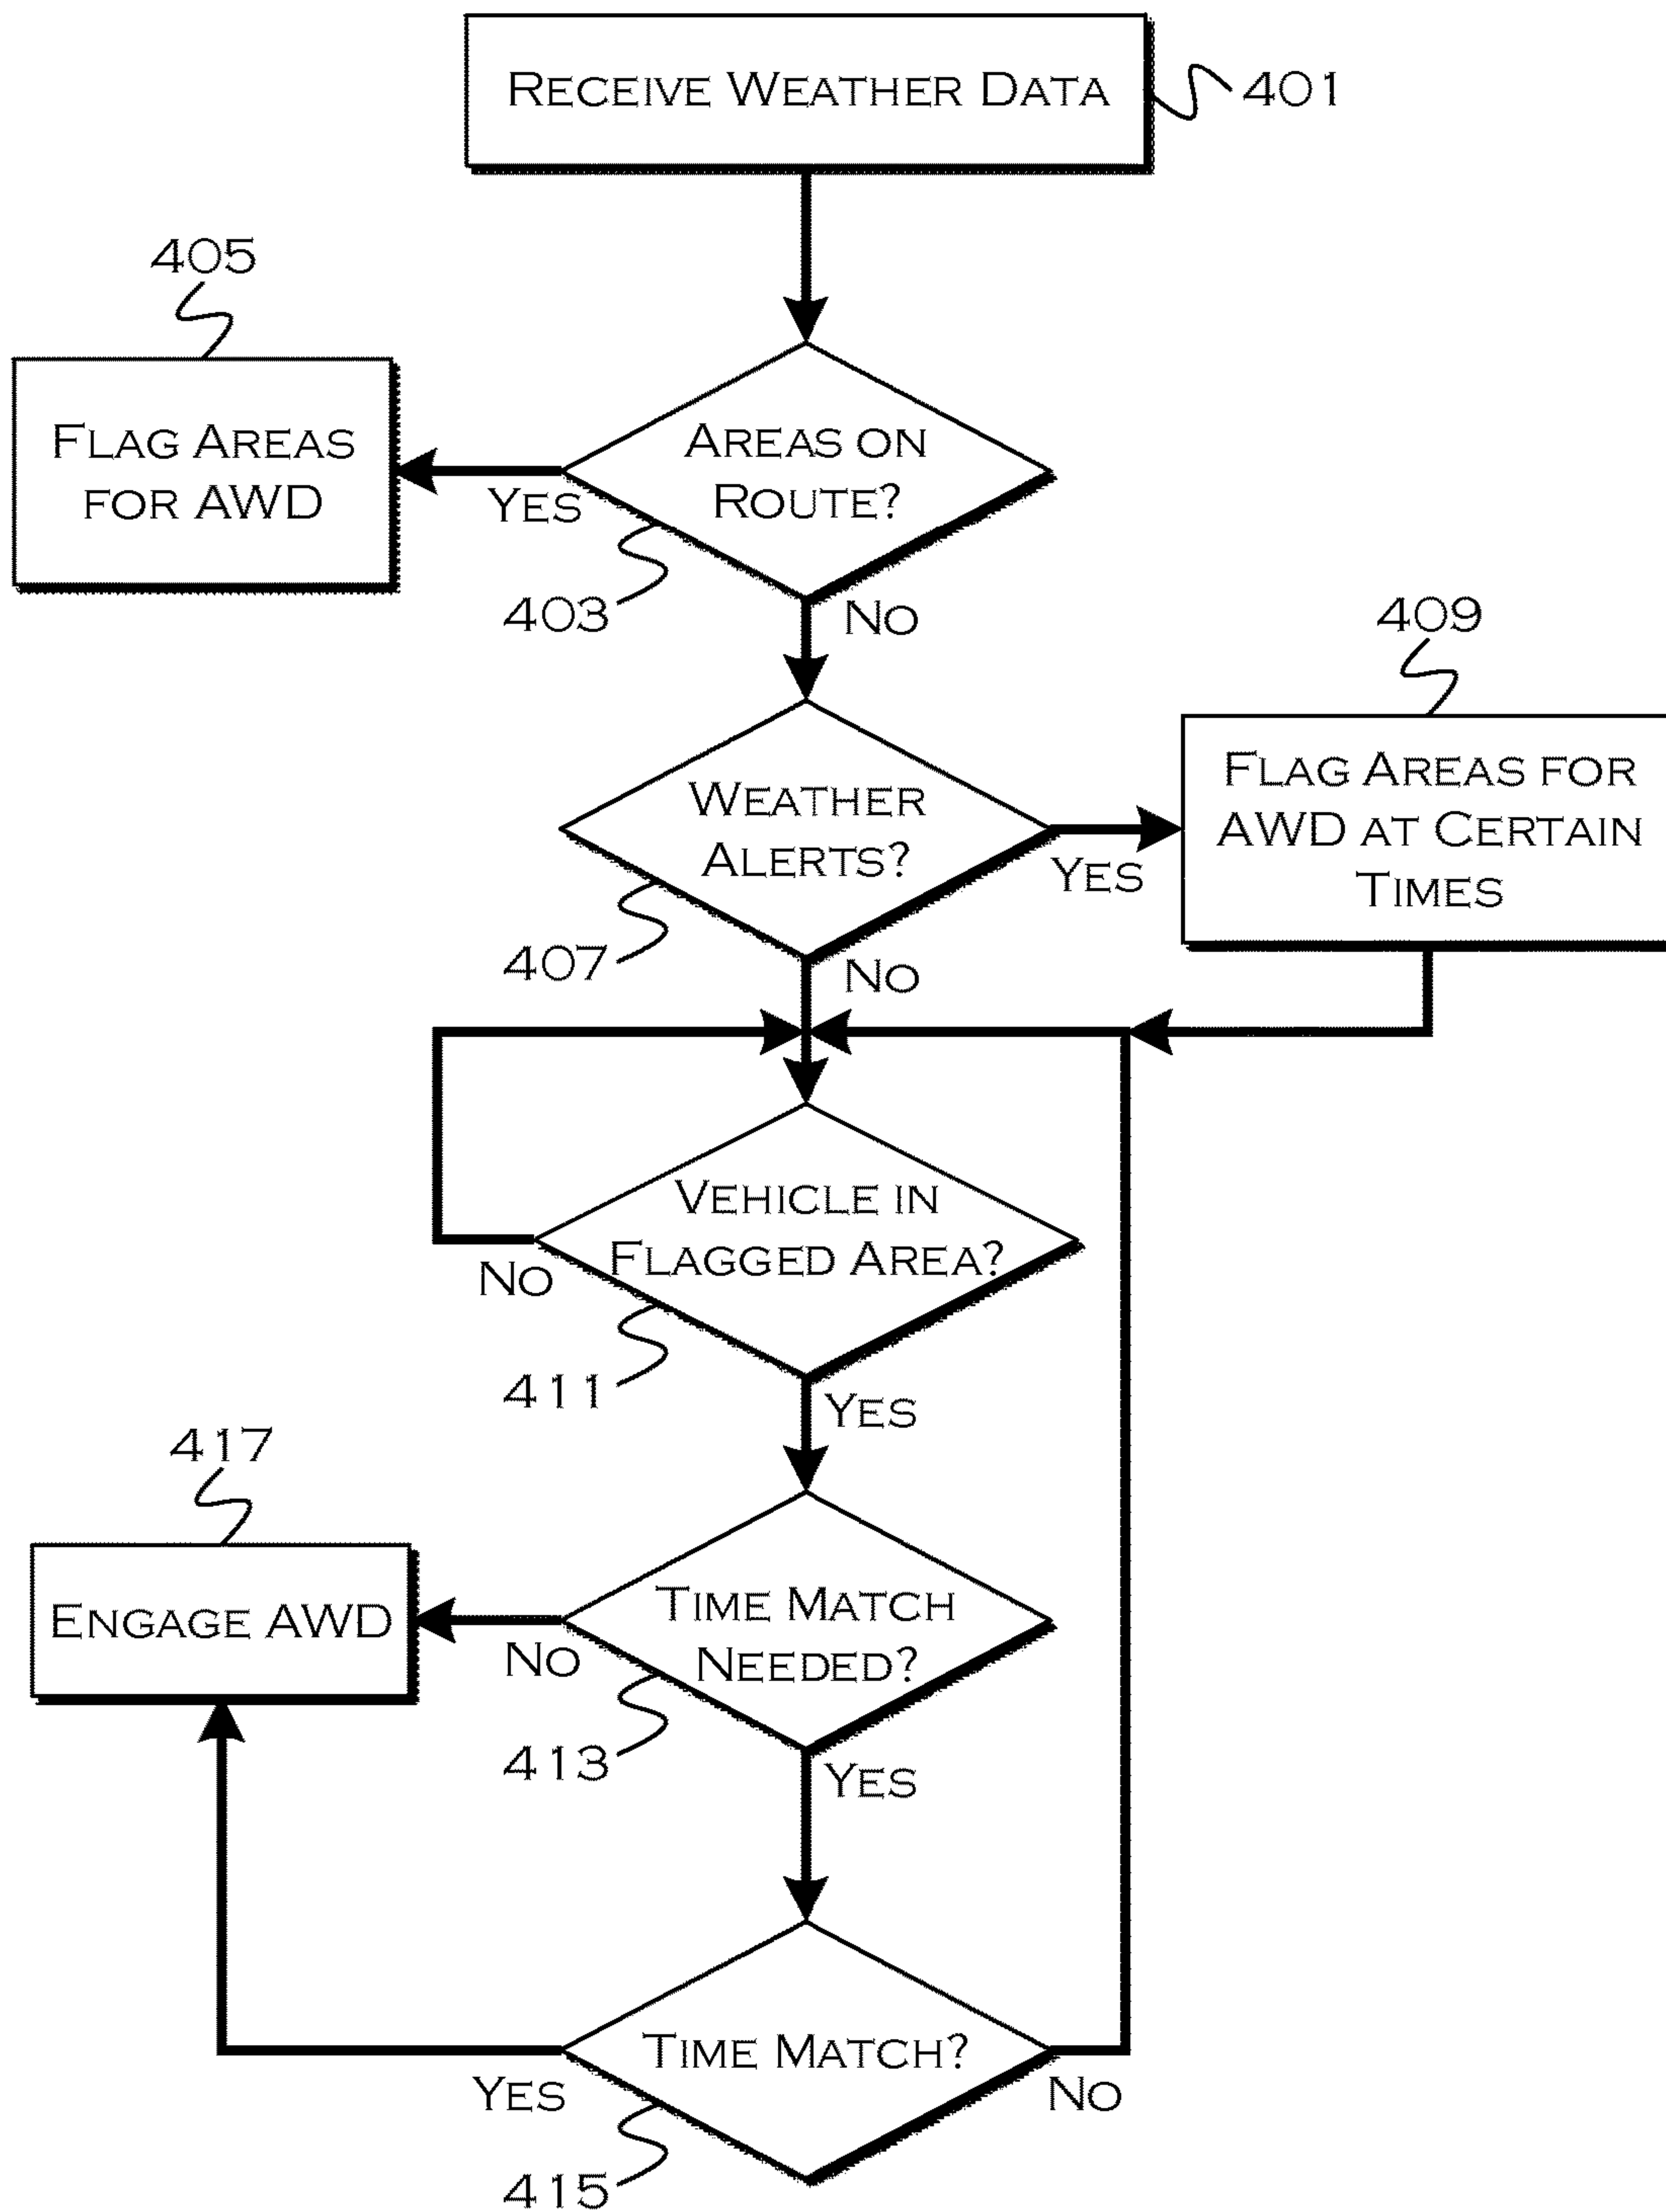 RECEIVE WEATHER DATA
401
405
FLAG AREAS
FOR AWD
AREAS ON
ROUTE?
YES
403
NO
409
WEATHER
ALERTS?
FLAG AREAS FOR
AWD AT CERTAIN
TIMES
YES
407
NO
VEHICLE IN
FLAGGED AREA?
NO
411
YES
417
ENGAGE AWD
TIME MATCH
NEEDED?
NO
413
YES
TIME MATCH?
YES
NO
415